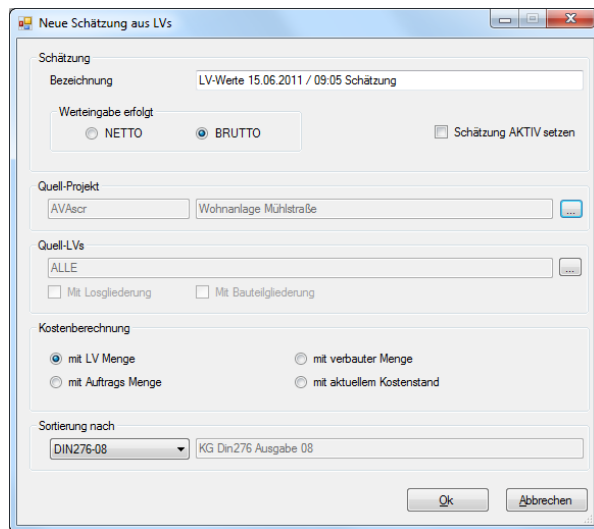 Neue Schätzung aus LVs
Schätzung
Bezeichnung LV-Werte 15.06.2011 / 09:05 Schätzung
Werteingabe erfolgt
NETTO BRUTTO Schätzung AKTIV setzen
Quell-Projekt
AVAscr Wohnanlage Mühlstraße ...
Quell-LVs
ALLE ...
Mit Losgliederung Mit Bauteilgliederung
Kostenberechnung
mit LV Menge mit verbauter Menge
mit Auftrags Menge mit aktuellem Kostenstand
Sortierung nach
DIN276-08 KG Din276 Ausgabe 08
Ok Abbrechen